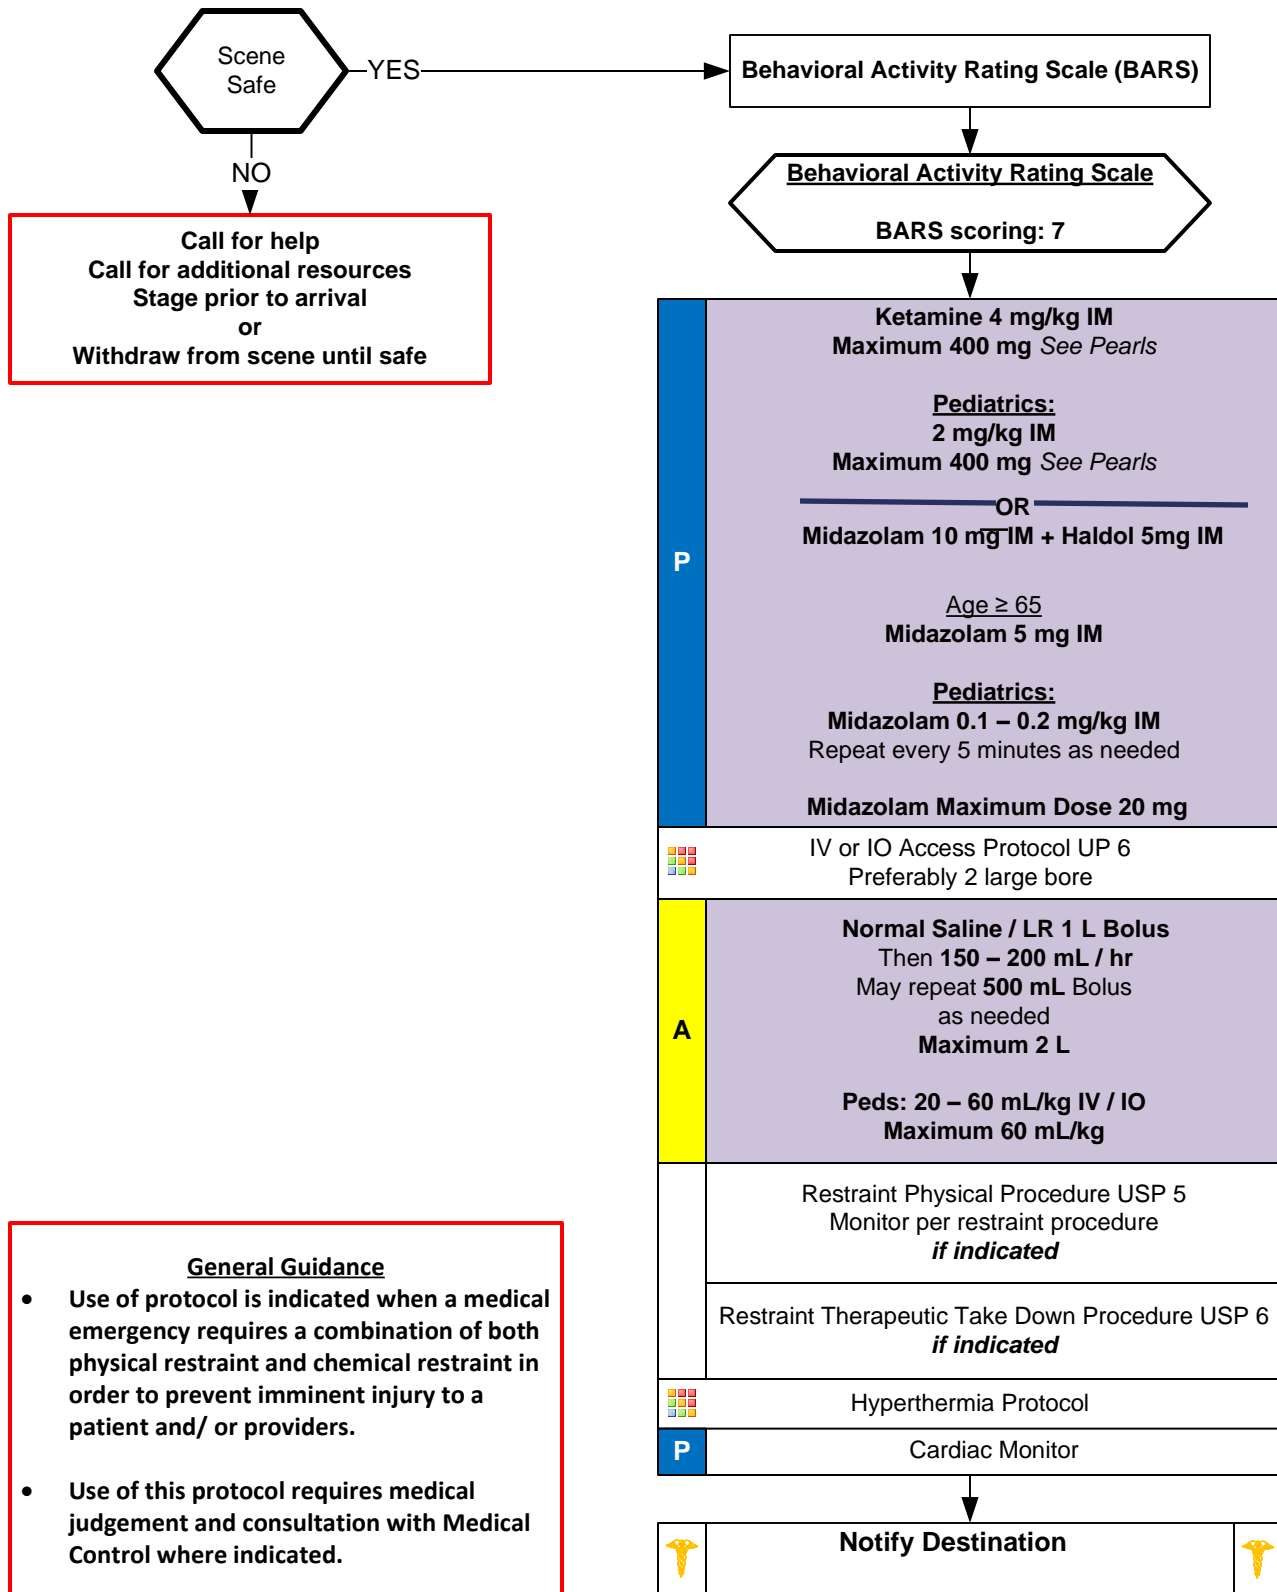 Scene
Safe
YES
NO
Call for help
Call for additional resources
Stage prior to arrival
or
Withdraw from scene until safe
Behavioral Activity Rating Scale (BARS)
Behavioral Activity Rating Scale
BARS scoring: 7
P
Ketamine 4 mg/kg IM
Maximum 400 mg See Pearls
Pediatrics:
2 mg/kg IM
Maximum 400 mg See Pearls
OR
Midazolam 10 mg IM + Haldol 5mg IM
Age ≥ 65
Midazolam 5 mg IM
Pediatrics:
Midazolam 0.1 – 0.2 mg/kg IM
Repeat every 5 minutes as needed
Midazolam Maximum Dose 20 mg
IV or IO Access Protocol UP 6
Preferably 2 large bore
A
Normal Saline / LR 1 L Bolus
Then 150 – 200 mL / hr
May repeat 500 mL Bolus
as needed
Maximum 2 L
Peds: 20 – 60 mL/kg IV / IO
Maximum 60 mL/kg
Restraint Physical Procedure USP 5
Monitor per restraint procedure
if indicated
Restraint Therapeutic Take Down Procedure USP 6
if indicated
Hyperthermia Protocol
P
Cardiac Monitor
Notify Destination
General Guidance
• Use of protocol is indicated when a medical
emergency requires a combination of both
physical restraint and chemical restraint in
order to prevent imminent injury to a
patient and/ or providers.
• Use of this protocol requires medical
judgement and consultation with Medical
Control where indicated.